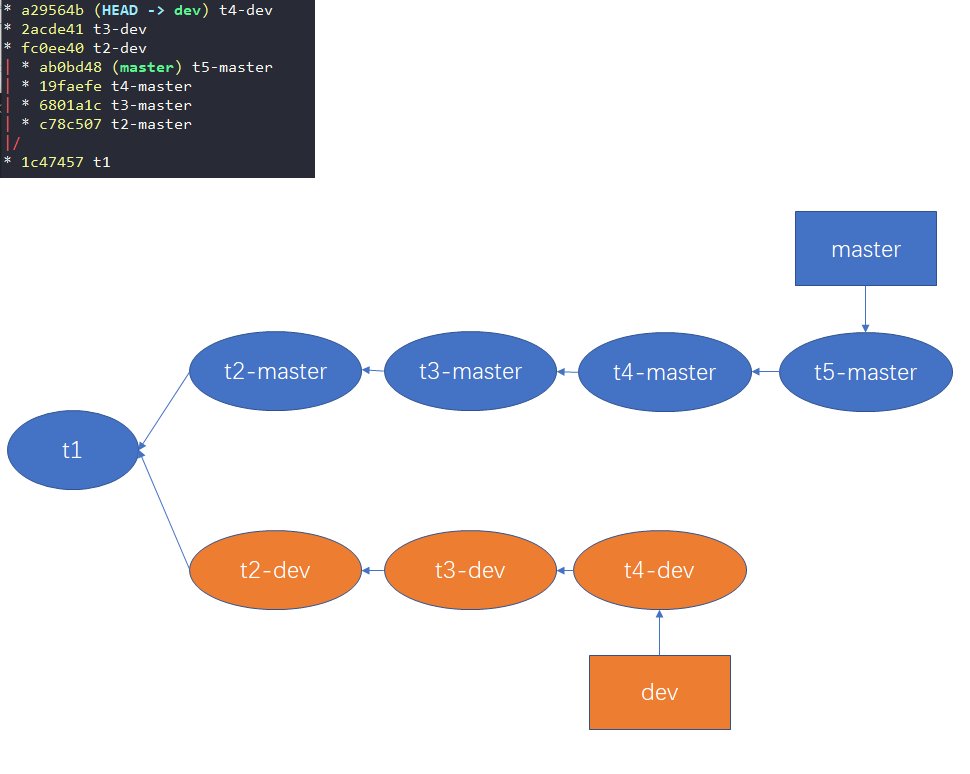 * a29564b (HEAD -> dev) t4-dev
* 2acde41 t3-dev
* fc0ee40 t2-dev
| * ab0bd48 (master) t5-master
| * 19faefe t4-master
| * 6801a1c t3-master
| * c78c507 t2-master
|/
* 1c47457 t1
master
t2-master
t3-master
t4-master
t5-master
t1
t2-dev
t3-dev
t4-dev
dev